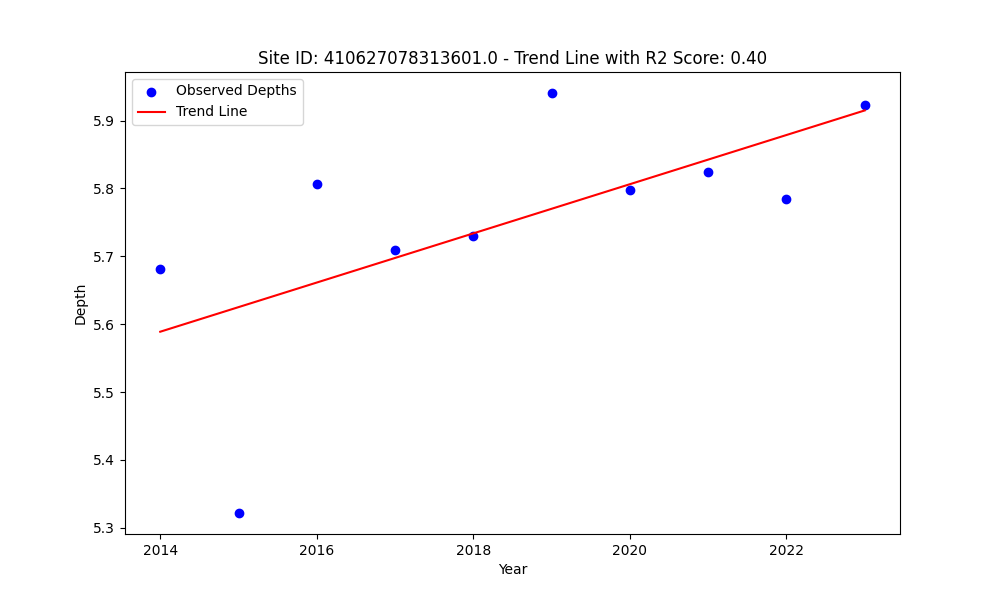 Site ID: 410627078313601.0 - Trend Line with R2 Score: 0.40
Observed Depths
Trend Line
5.9
5.8
5.7
5.6
5.5
5.4
5.3
Depth
2014 2016 2018 2020 2022
Year